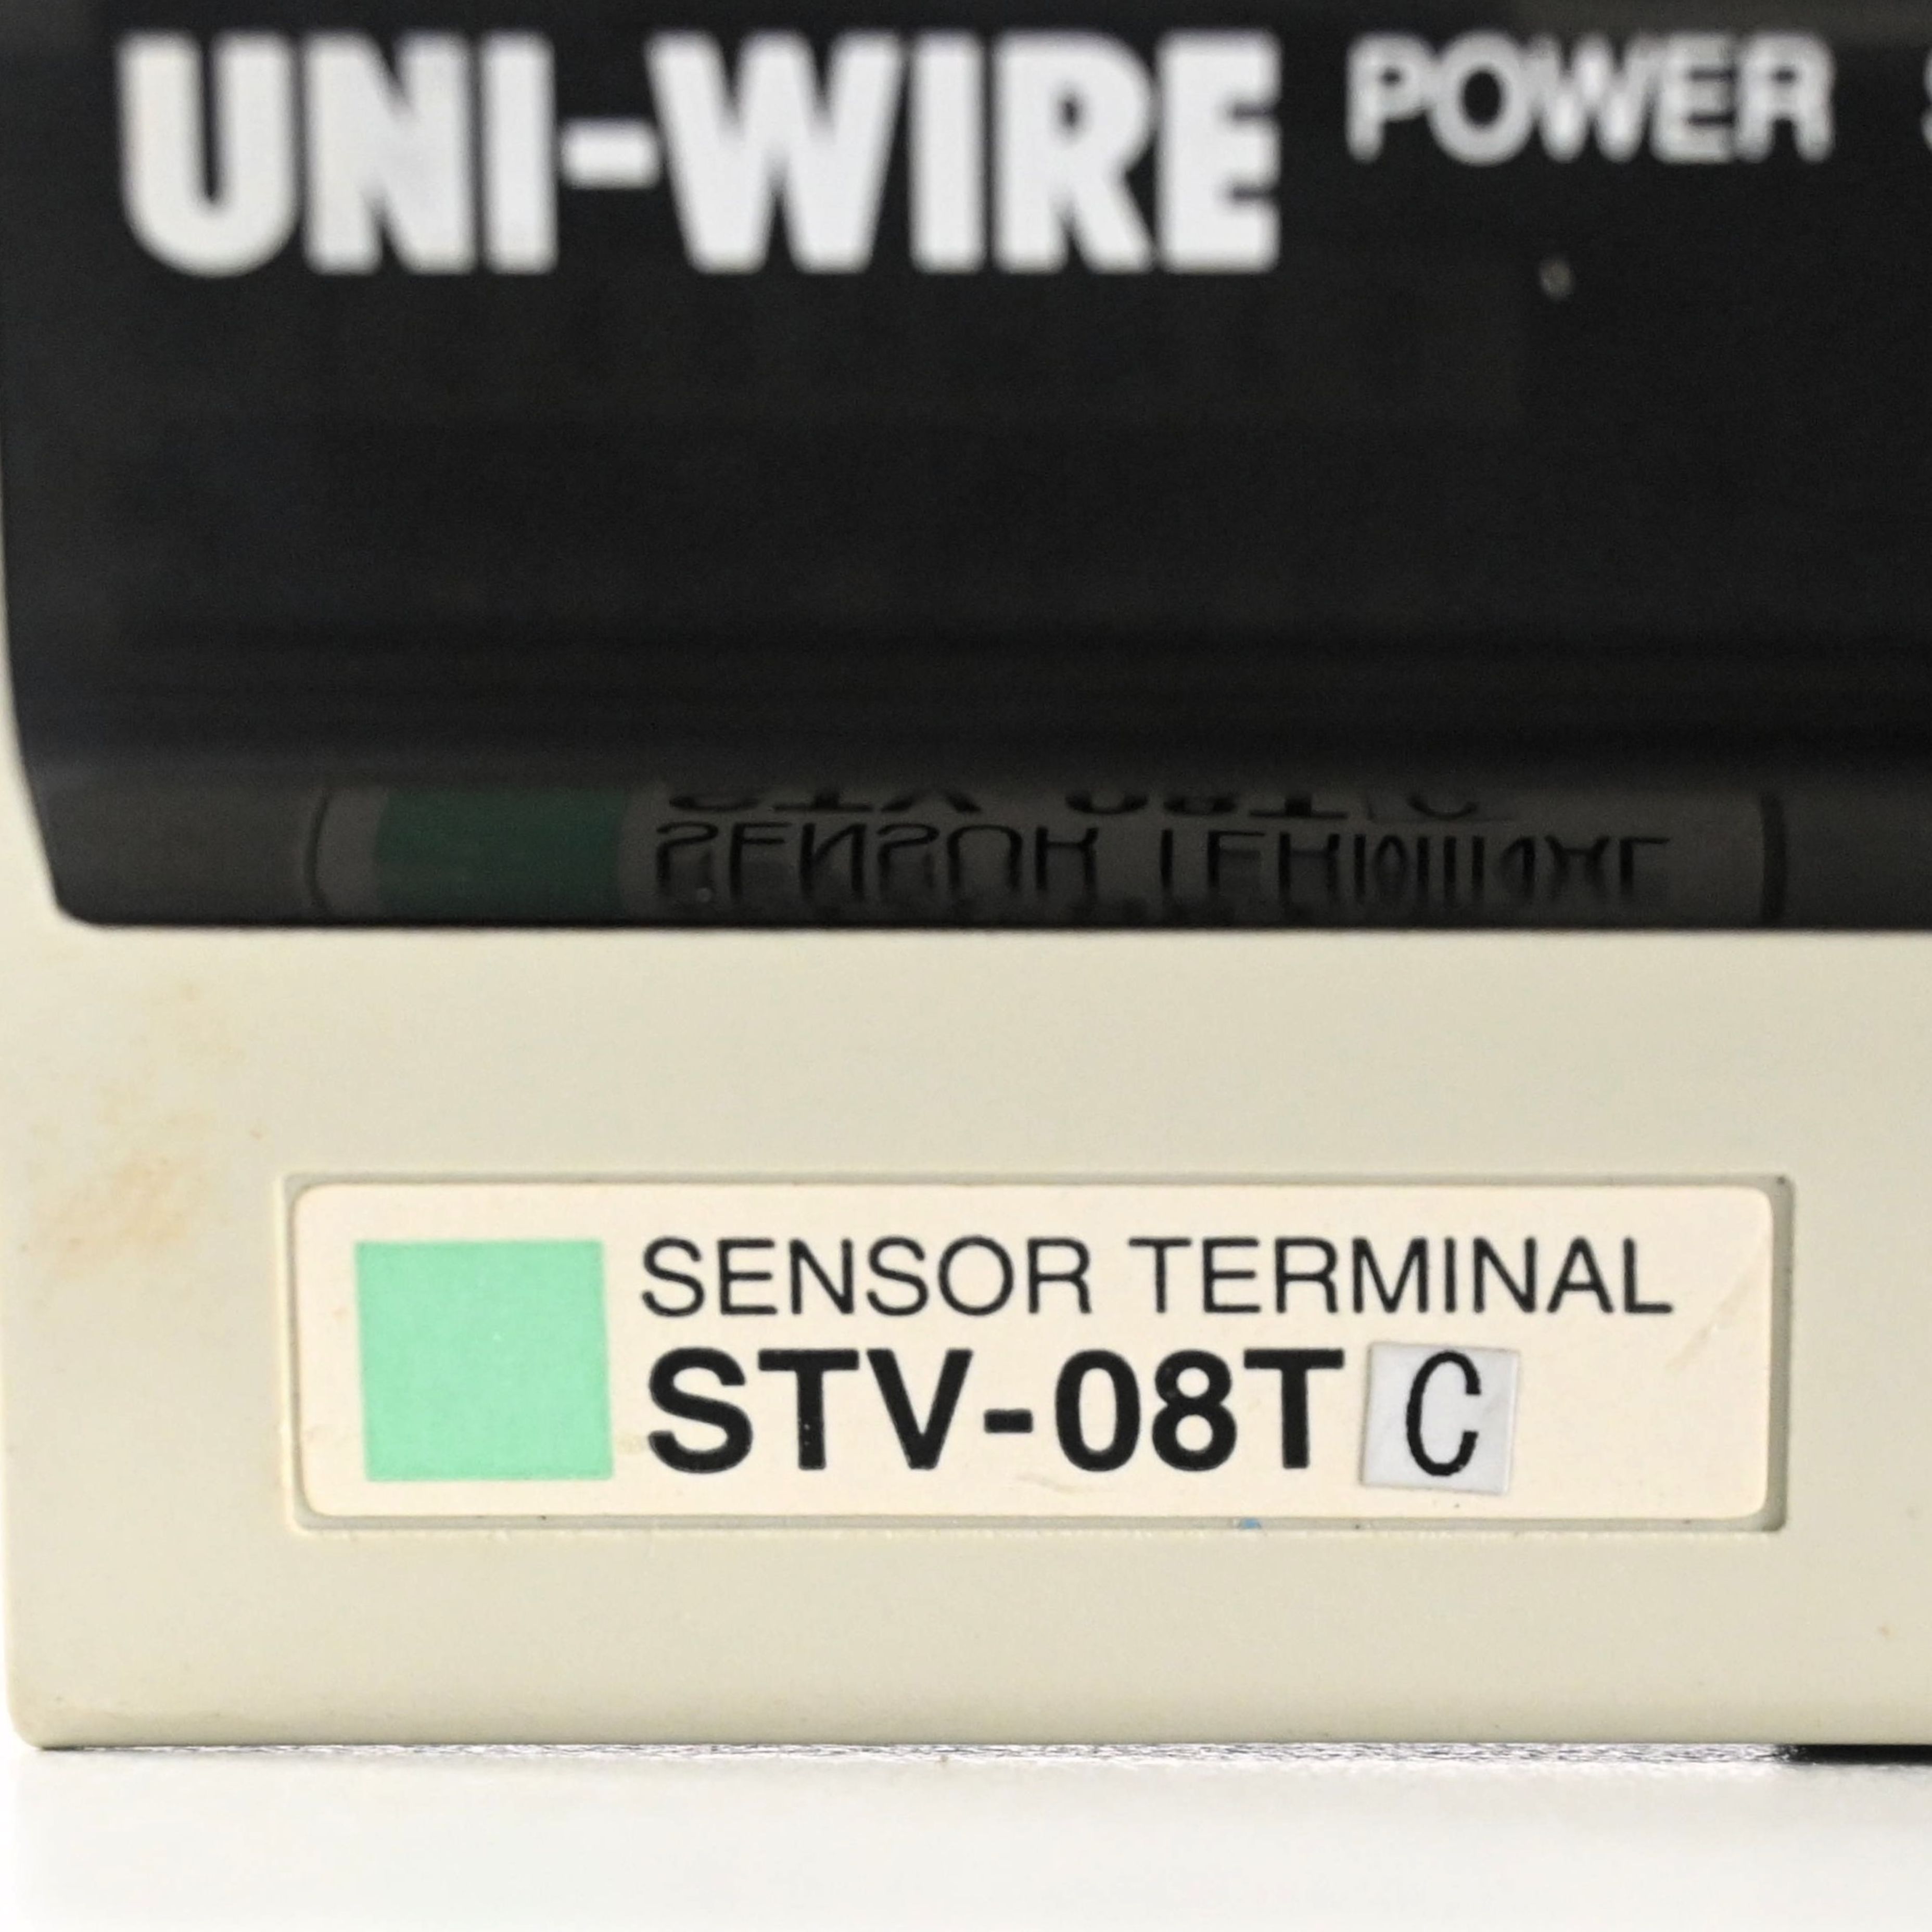 UNI-WIRE POWER
SENSOR TERMINAL
STV-08T C